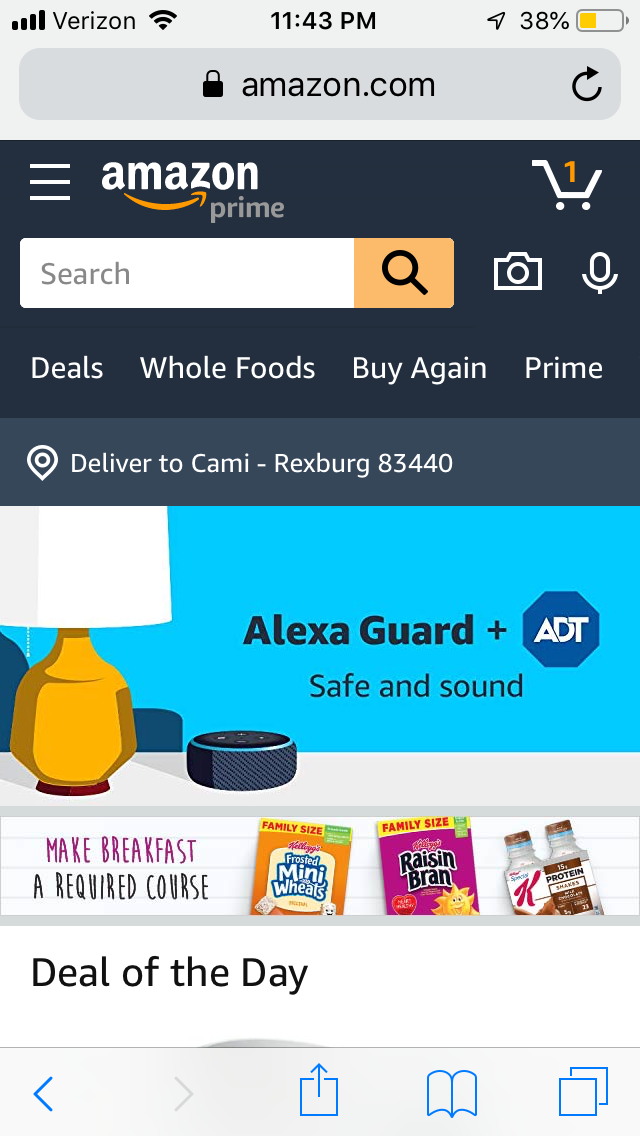 Verizon 11:43 PM 38%
amazon.com
amazon
prime
1
Search
Deals Whole Foods Buy Again Prime
Deliver to Cami - Rexburg 83440
Alexa Guard + ADT
Safe and sound
MAKE BREAKFAST
A REQUIRED COURSE
FAMILY SIZE
Kellogg's
Frosted
Mini
Wheats
ORIGINAL
FAMILY SIZE
Kellogg's
Raisin
Bran
HEART
HEALTHY
Special
K
15g
PROTEIN
SHAKES
Deal of the Day